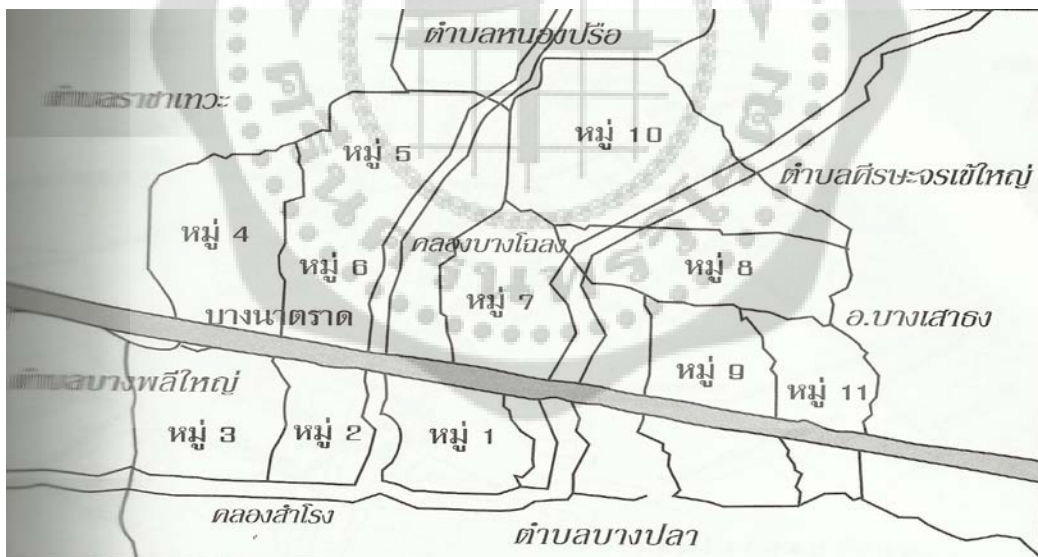 ตำบลหนองปรือ
ตำบลราชาเทวะ
หมู่ 5
หมู่ 10
ตำบลศีรษะจรเข้ใหญ่
หมู่ 4
หมู่ 6
คลองบางโฉลง
หมู่ 8
หมู่ 7
บางนาตราด
อ.บางเสาธง
ตำบลบางพลีใหญ่
หมู่ 9
หมู่ 11
หมู่ 3
หมู่ 2
หมู่ 1
คลองสำโรง
ตำบลบางปลา